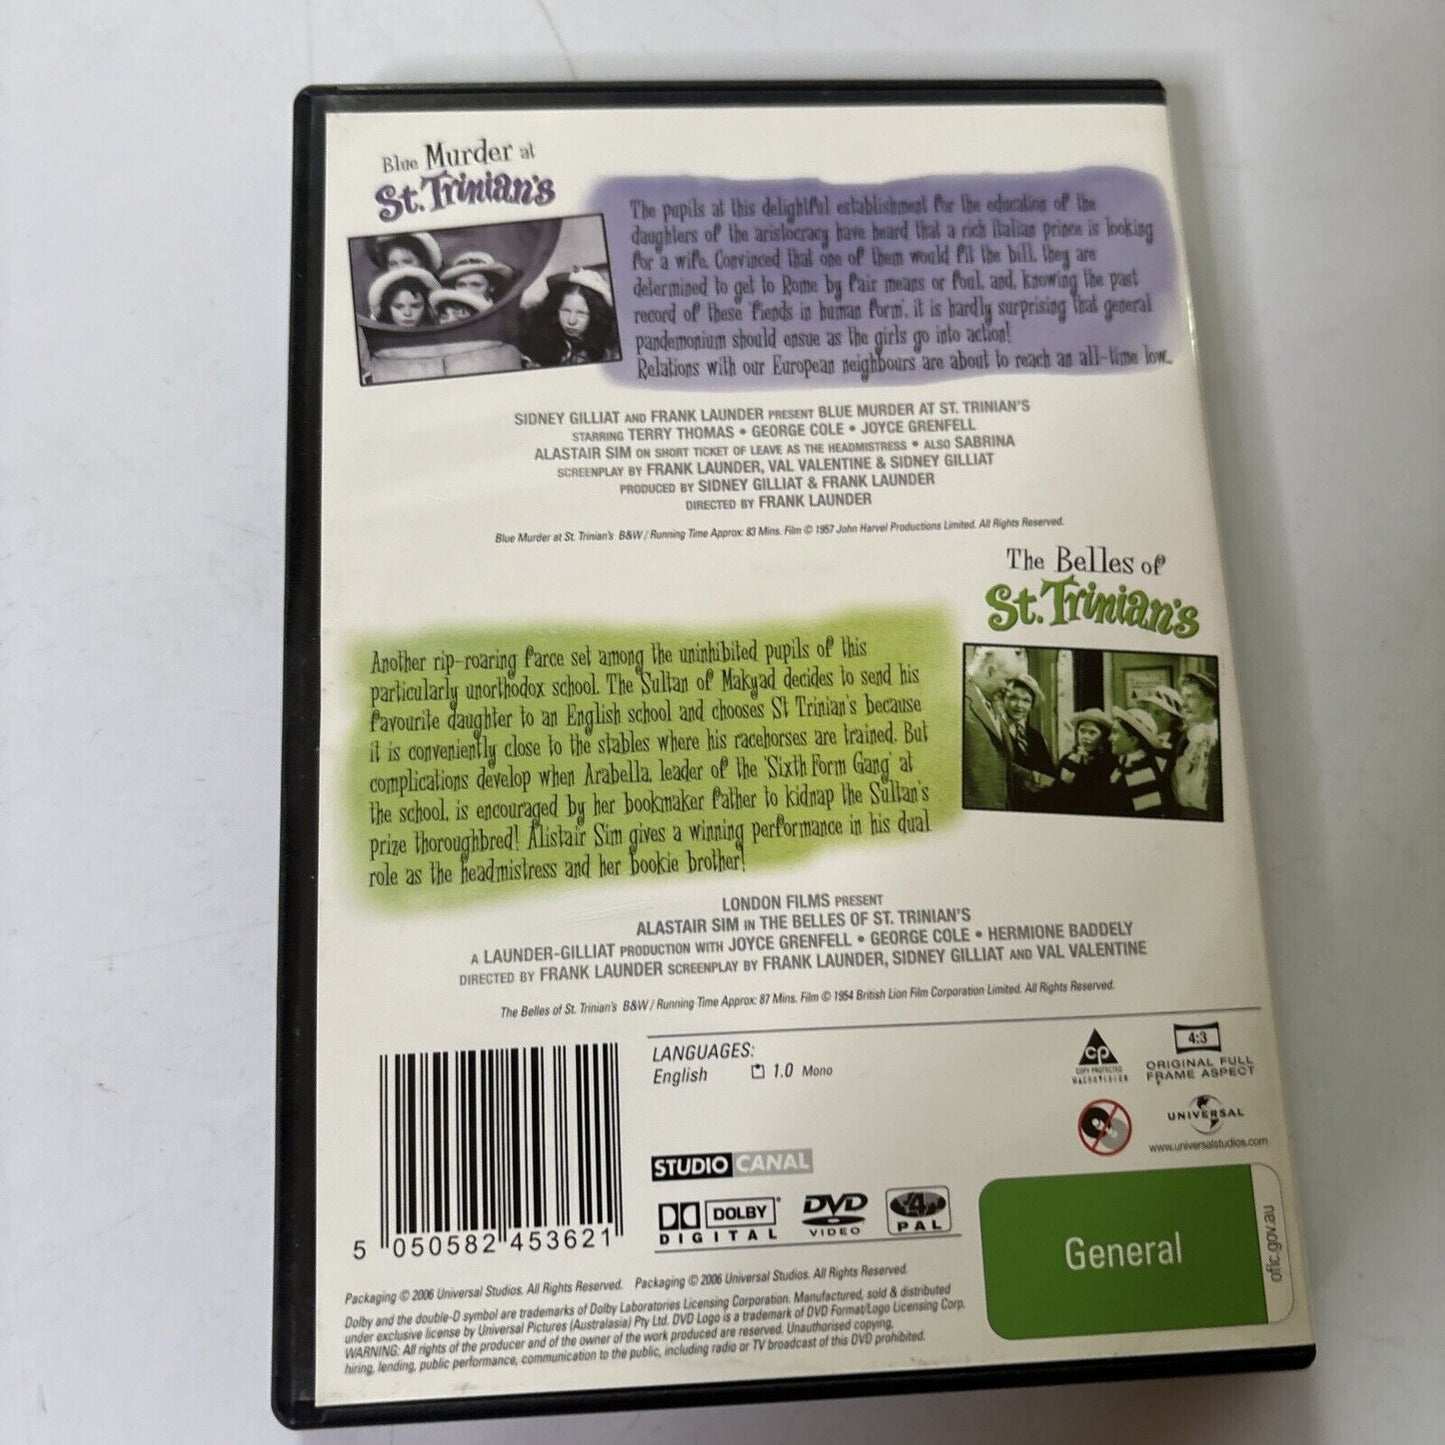 Blue Murder at
St. Trinian's
The pupils at this delightful establishment for the education of the
daughters of the aristocracy have heard that a rich Italian prince is looking
for a wife. Convinced that one of them would fit the bill, they are
determined to get to Rome by fair means or foul, and, knowing the past
record of these 'fiends in human form', it is hardly surprising that general
pandemonium should ensue as the girls go into action!
Relations with our European neighbours are about to reach an all-time low...
SIDNEY GILLIAT AND FRANK LAUNDER PRESENT BLUE MURDER AT ST. TRINIAN'S
STARRING TERRY THOMAS • GEORGE COLE • JOYCE GRENFELL
ALASTAIR SIM ON SHORT TICKET OF LEAVE AS THE HEADMISTRESS • ALSO SABRINA
SCREENPLAY BY FRANK LAUNDER, VAL VALENTINE & SIDNEY GILLIAT
PRODUCED BY SIDNEY GILLIAT & FRANK LAUNDER
DIRECTED BY FRANK LAUNDER
Blue Murder at St. Trinian's B&W / Running Time Approx: 83 Mins. Film © 1957 John Harvel Productions Limited. All Rights Reserved.
The Belles of
St. Trinian's
Another rip-roaring farce set among the uninhibited pupils of this
particularly unorthodox school. The Sultan of Makyad decides to send his
favourite daughter to an English school and chooses St Trinian's because
it is conveniently close to the stables where his racehorses are trained. But
complications develop when Arabella, leader of the 'Sixth Form Gang' at
the school, is encouraged by her bookmaker father to kidnap the Sultan's
prize thoroughbred! Alistair Sim gives a winning performance in his dual
role as the headmistress and her bookie brother!
LONDON FILMS PRESENT
ALASTAIR SIM IN THE BELLES OF ST. TRINIAN'S
A LAUNDER-GILLIAT PRODUCTION WITH JOYCE GRENFELL • GEORGE COLE • HERMIONE BADDELY
DIRECTED BY FRANK LAUNDER SCREENPLAY BY FRANK LAUNDER, SIDNEY GILLIAT AND VAL VALENTINE
The Belles of St. Trinian's B&W / Running Time Approx: 87 Mins. Film © 1954 British Lion Film Corporation Limited. All Rights Reserved.
LANGUAGES:
English 1.0 Mono
CP
COPY PROTECTED
MACROVISION
4:3
ORIGINAL FULL
FRAME ASPECT
UNIVERSAL
www.universalstudios.com
STUDIO CANAL
DOLBY
DIGITAL
DVD
VIDEO
4
PAL
General
oflc.gov.au
5 050582 453621
Packaging © 2006 Universal Studios. All Rights Reserved. Packaging © 2006 Universal Studios. All Rights Reserved.
Dolby and the double-D symbol are trademarks of Dolby Laboratories Licensing Corporation. Manufactured, sold & distributed
under exclusive license by Universal Pictures (Australasia) Pty Ltd. DVD Logo is a trademark of DVD Format/Logo Licensing Corp.
WARNING: All rights of the producer and of the owner of the work produced are reserved. Unauthorised copying,
hiring, lending, public performance, communication to the public, including radio or TV broadcast of this DVD prohibited.